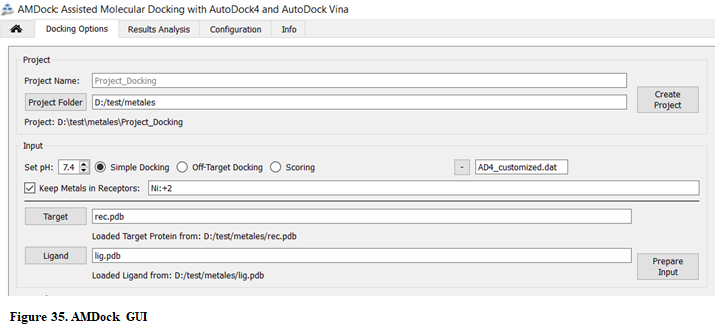 AMDock: Assisted Molecular Docking with AutoDock4 and AutoDock Vina
Docking Options Results Analysis Configuration Info
Project
Project Name: Project_Docking
Project Folder D:/test/metales
Create
Project
Project: D:\test\metales\Project_Docking
Input
Set pH: 7.4 Simple Docking Off-Target Docking Scoring - AD4_customized.dat
Keep Metals in Receptors: Ni:+2
Target rec.pdb
Loaded Target Protein from: D:/test/metales/rec.pdb
Ligand lig.pdb
Prepare
Input
Loaded Ligand from: D:/test/metales/lig.pdb
Figure 35. AMDock GUI